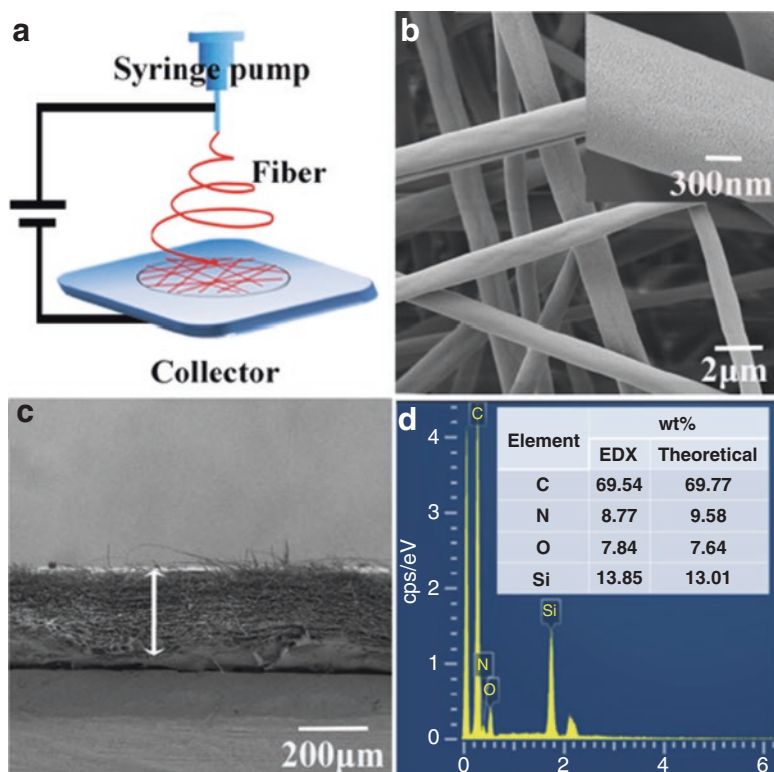 a
Syringe pump
Fiber
Collector
b
300nm
2μm
c
200μm
d
cps/eV
4
3
2
1
0
0 2 4 6
C
N
O
Si
Element wt%
EDX Theoretical
C 69.54 69.77
N 8.77 9.58
O 7.84 7.64
Si 13.85 13.01